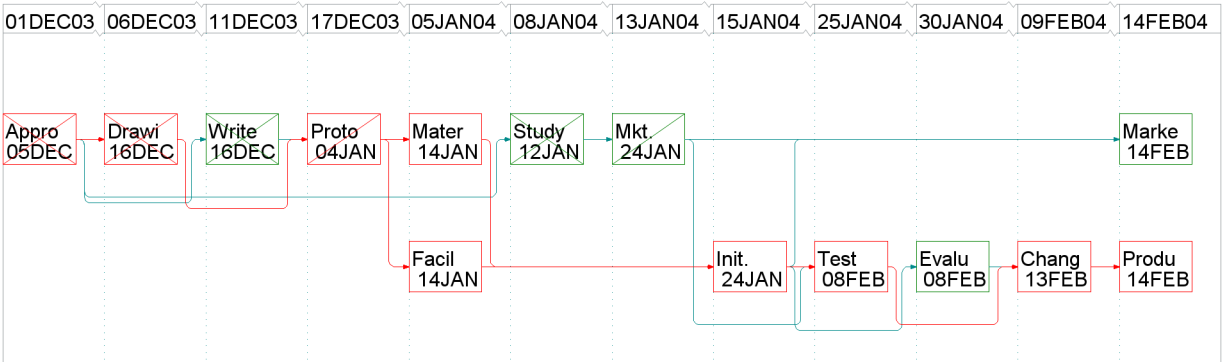 01DEC03 06DEC03 11DEC03 17DEC03 05JAN04 08JAN04 13JAN04 15JAN04 25JAN04 30JAN04 09FEB04 14FEB04
Appro Drawi Write Proto Mater Study Mkt. Marke
05DEC 16DEC 16DEC 04JAN 14JAN 12JAN 24JAN 14FEB
Facil Init. Test Evalu Chang Produ
14JAN 24JAN 08FEB 08FEB 13FEB 14FEB